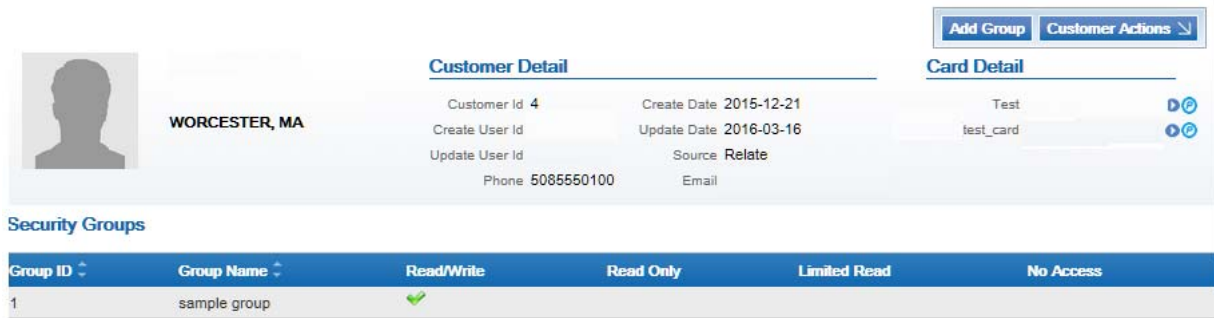 Add Group Customer Actions
Customer Detail Card Detail
Customer Id 4 Create Date 2015-12-21 Test
WORCESTER, MA
Create User Id Update Date 2016-03-16 test_card
Update User Id Source Relate
Phone 5085550100 Email
Security Groups
Group ID Group Name Read/Write Read Only Limited Read No Access
1 sample group